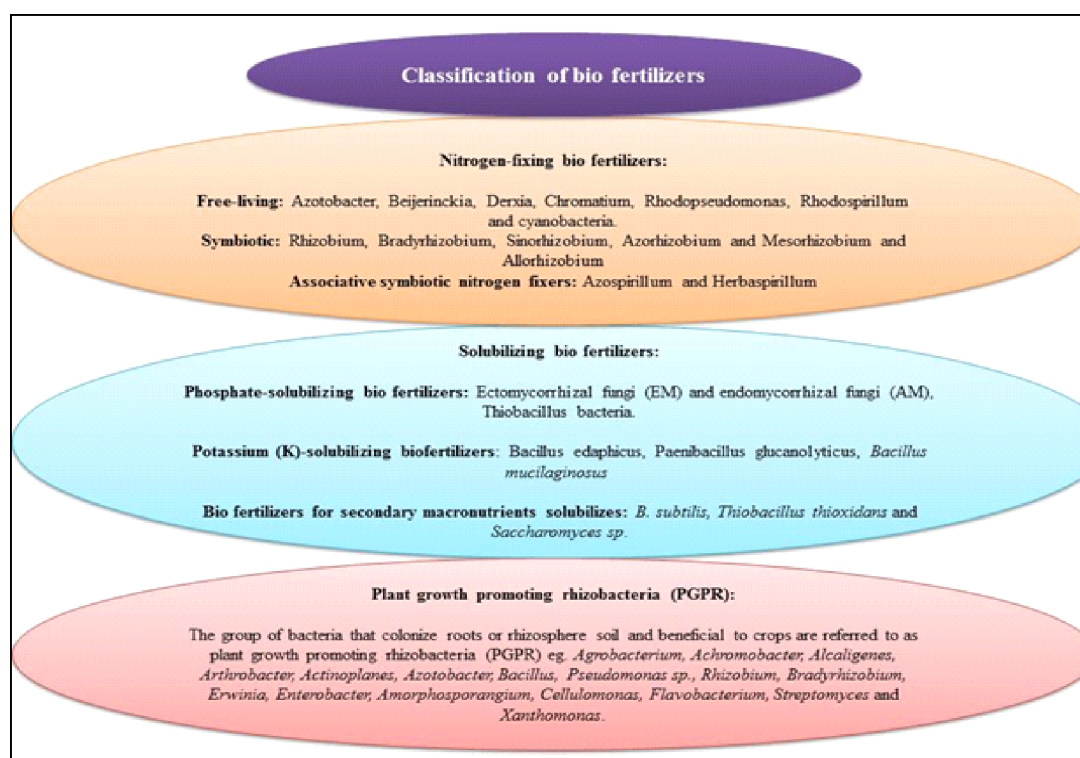 Classification of bio fertilizers
Nitrogen-fixing bio fertilizers:
Free-living: Azotobacter, Beijerinckia, Derxia, Chromatium, Rhodopseudomonas, Rhodospirillum
and cyanobacteria.
Symbiotic: Rhizobium, Bradyrhizobium, Sinorhizobium, Azorhizobium and Mesorhizobium and
Allorhizobium
Associative symbiotic nitrogen fixers: Azospirillum and Herbaspirillum
Solubilizing bio fertilizers:
Phosphate-solubilizing bio fertilizers: Ectomycorrhizal fungi (EM) and endomycorrhizal fungi (AM),
Thiobacillus bacteria.
Potassium (K)-solubilizing biofertilizers: Bacillus edaphicus, Paenibacillus glucanolyticus, Bacillus
mucilaginosus
Bio fertilizers for secondary macronutrients solubilizes: B. subtilis, Thiobacillus thioxidans and
Saccharomyces sp.
Plant growth promoting rhizobacteria (PGPR):
The group of bacteria that colonize roots or rhizosphere soil and beneficial to crops are referred to as
plant growth promoting rhizobacteria (PGPR) eg. Agrobacterium, Achromobacter, Alcaligenes,
Arthrobacter, Actinoplanes, Azotobacter, Bacillus, Pseudomonas sp., Rhizobium, Bradyrhizobium,
Erwinia, Enterobacter, Amorphosporangium, Cellulomonas, Flavobacterium, Streptomyces and
Xanthomonas.